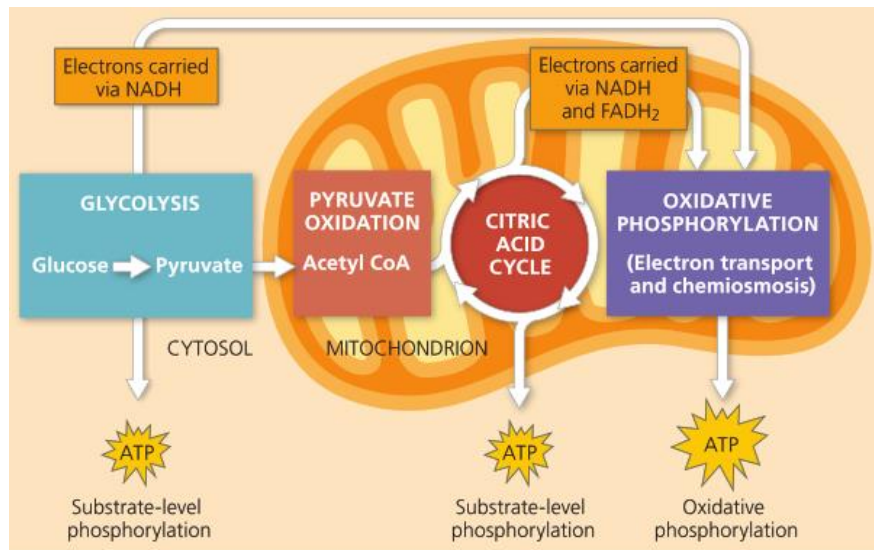 Electrons carried
via NADH
Electrons carried
via NADH
and FADH₂
GLYCOLYSIS
Glucose
Pyruvate
PYRUVATE
OXIDATION
Acetyl CoA
CITRIC
ACID
CYCLE
OXIDATIVE
PHOSPHORYLATION
(Electron transport
and chemiosmosis)
CYTOSOL
MITOCHONDRION
ATP
ATP
ATP
Substrate-level
phosphorylation
Substrate-level
phosphorylation
Oxidative
phosphorylation